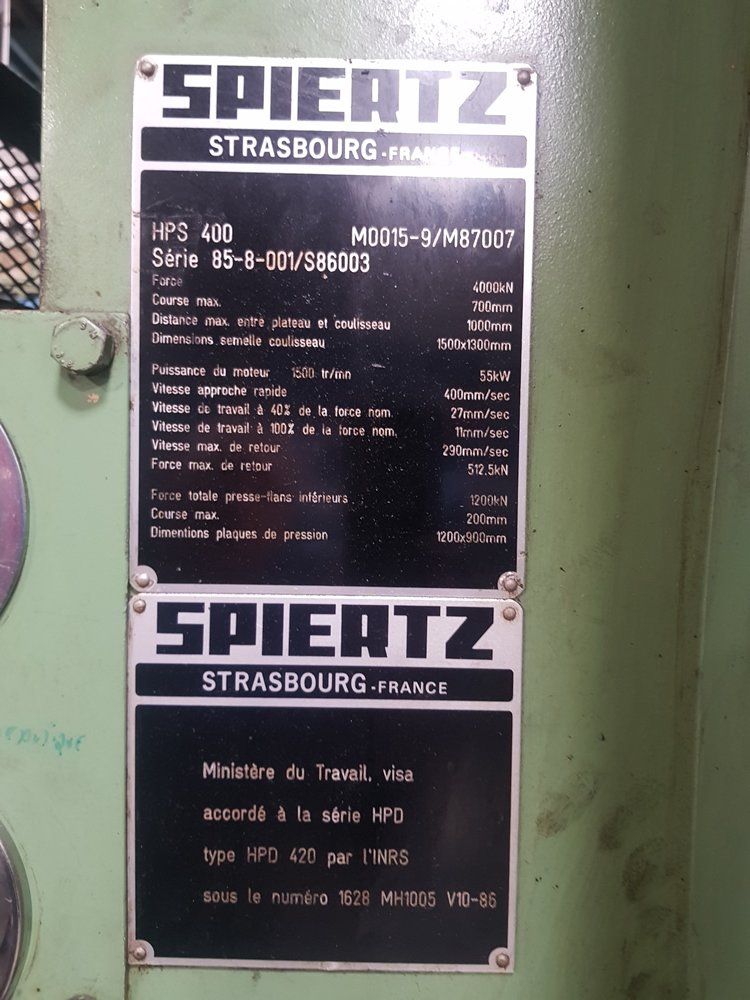 SPIERTZ
STRASBOURG -FRANCE
HPS 400 M0015-9/M87007
Série 85-8-001/S86003
Force 4000kN
Course max. 700mm
Distance max. entre plateau et coulisseau 1000mm
Dimensions semelle coulisseau 1500x1300mm
Puissance du moteur 1500 tr/mn 55kW
Vitesse approche rapide 400mm/sec
Vitesse de travail à 40% de la force nom. 27mm/sec
Vitesse de travail à 100% de la force nom. 11mm/sec
Vitesse max. de retour 290mm/sec
Force max. de retour 512.5kN
Force totale presse-flans inférieurs 1200kN
Course max. 200mm
Dimentions plaques de pression 1200x900mm
SPIERTZ
STRASBOURG -FRANCE
Ministère du Travail, visa
accordé à la série HPD
type HPD 420 par l'INRS
sous le numéro 1628 MH1005 V10-86